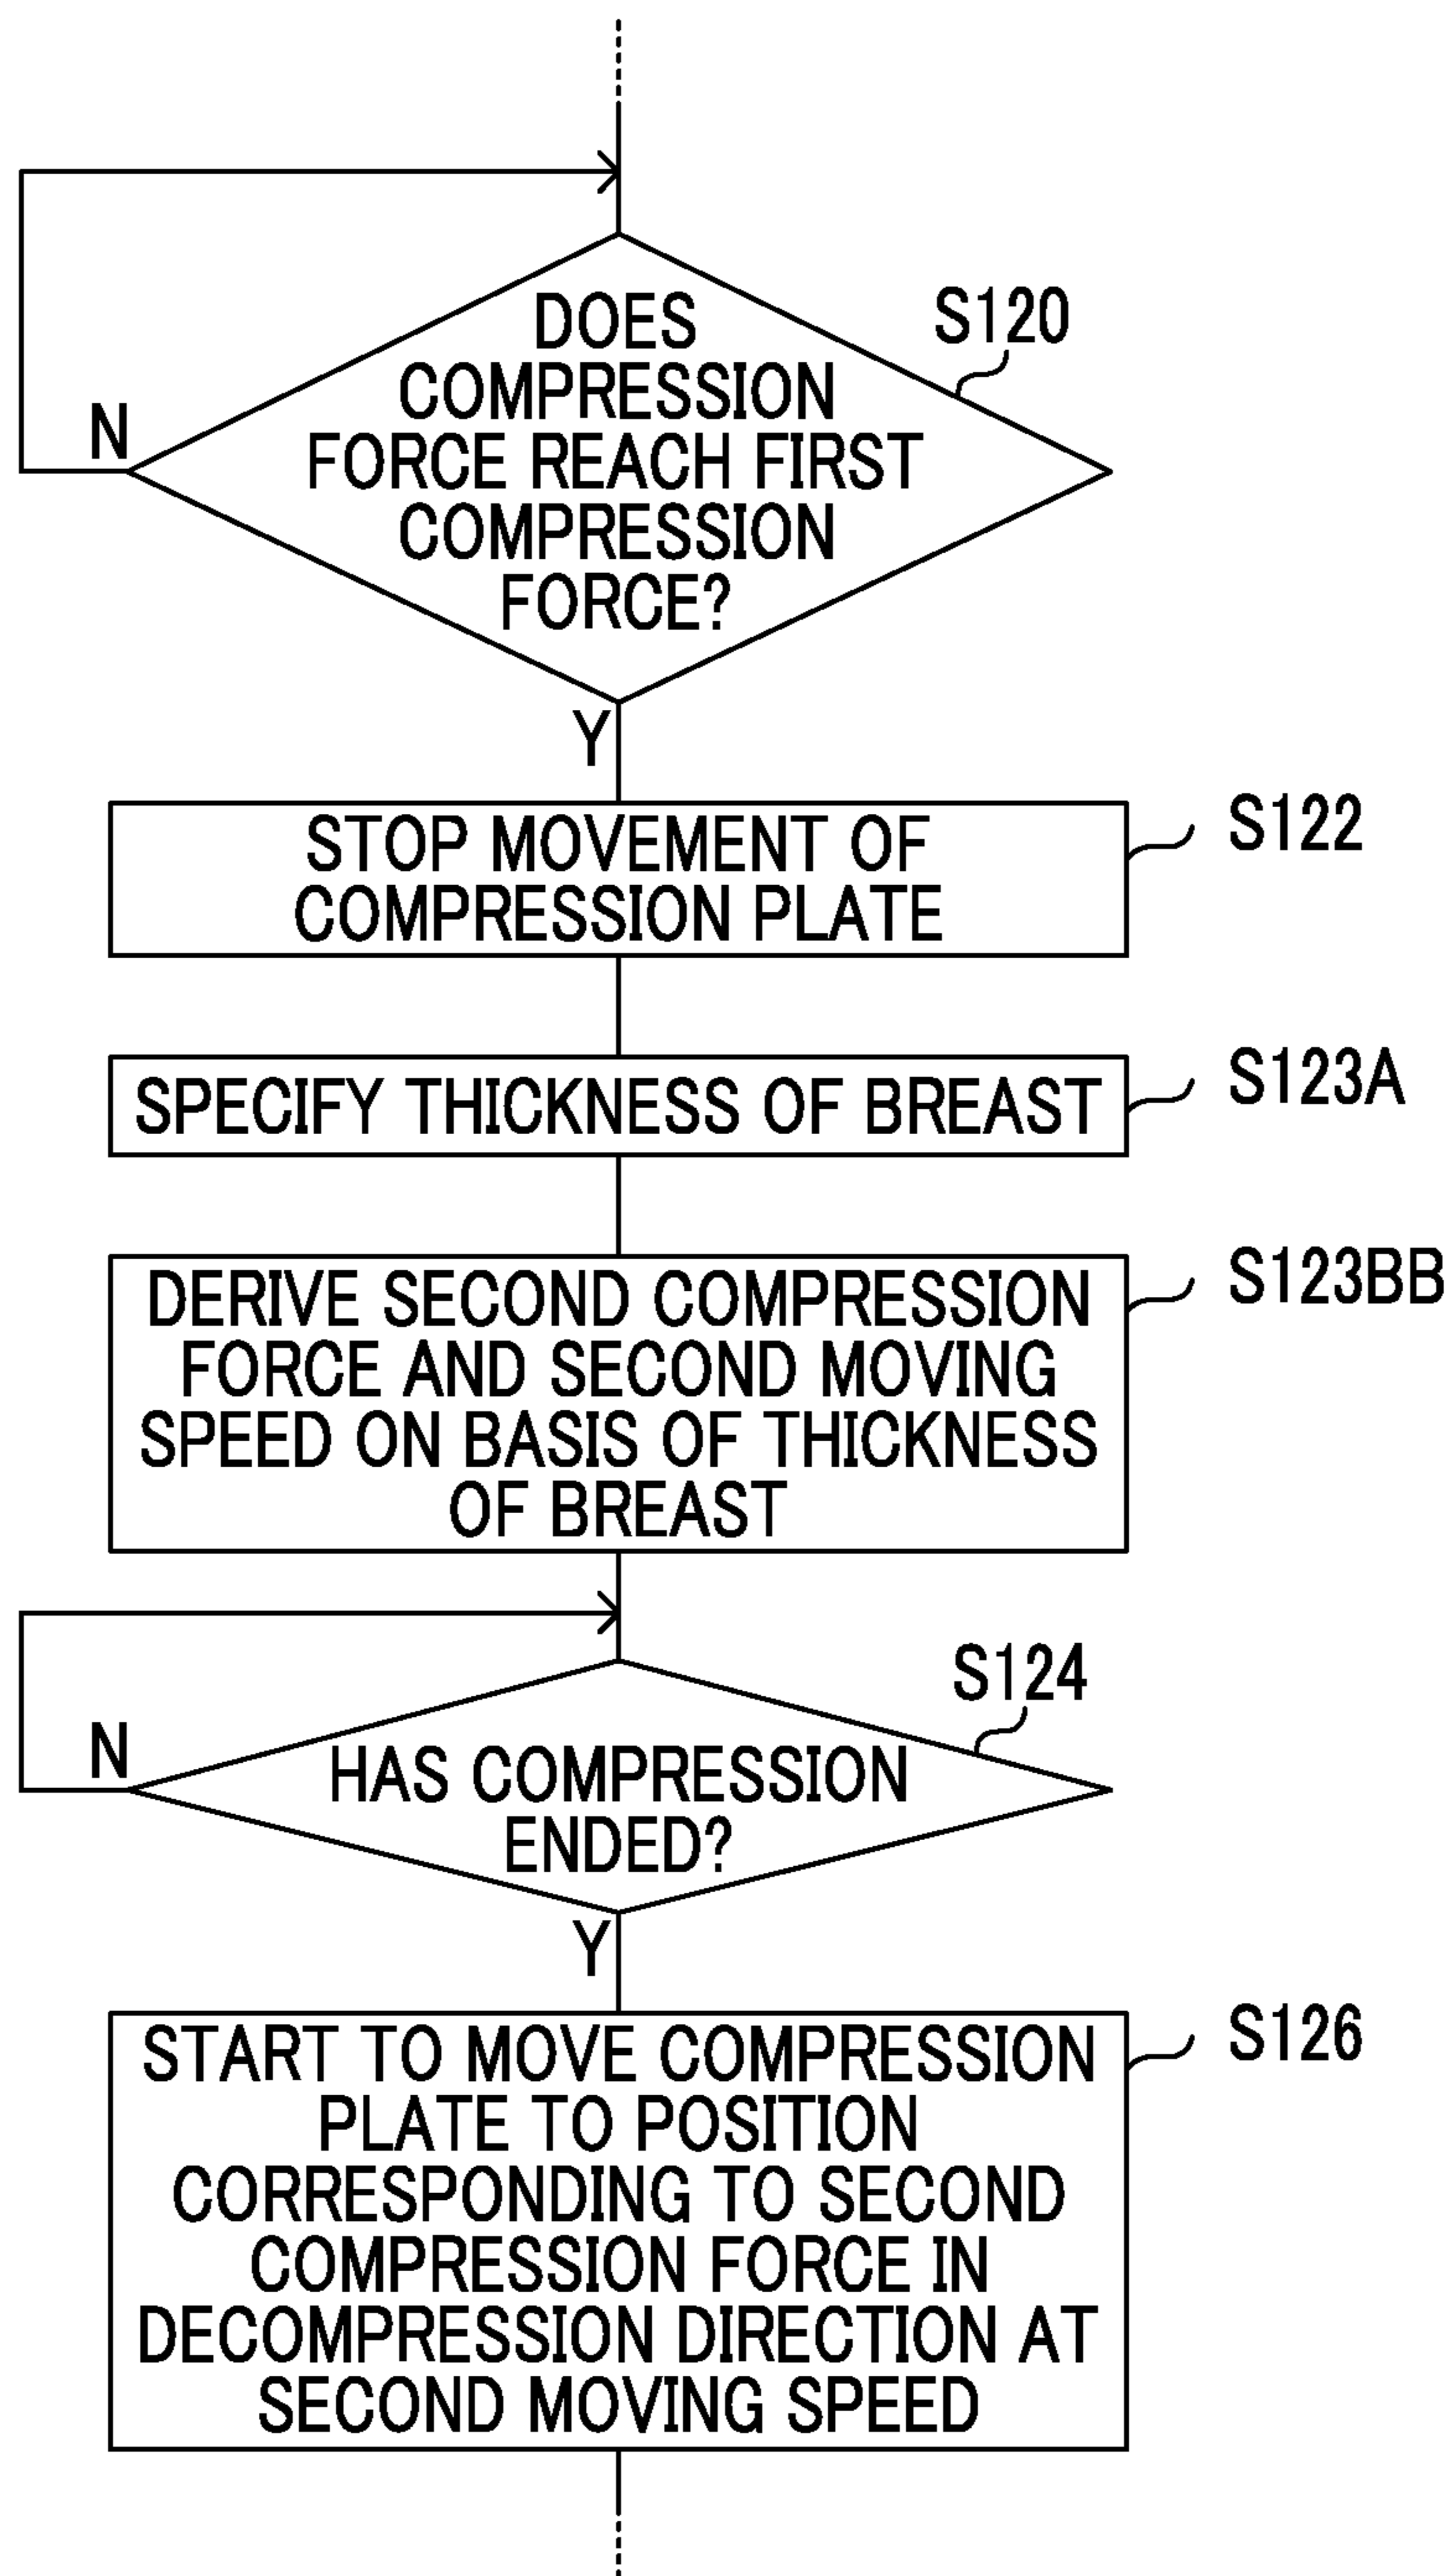 DOES
COMPRESSION
FORCE REACH FIRST
COMPRESSION
FORCE?
S120
N
Y
STOP MOVEMENT OF
COMPRESSION PLATE
S122
SPECIFY THICKNESS OF BREAST
S123A
DERIVE SECOND COMPRESSION
FORCE AND SECOND MOVING
SPEED ON BASIS OF THICKNESS
OF BREAST
S123BB
HAS COMPRESSION
ENDED?
S124
N
Y
START TO MOVE COMPRESSION
PLATE TO POSITION
CORRESPONDING TO SECOND
COMPRESSION FORCE IN
DECOMPRESSION DIRECTION AT
SECOND MOVING SPEED
S126